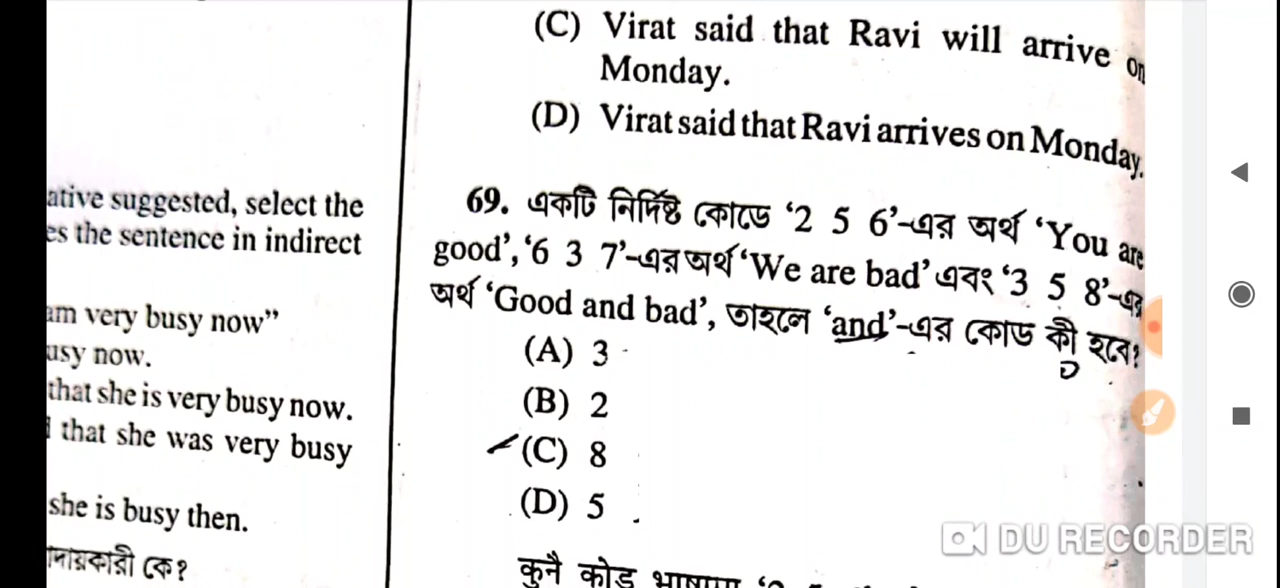 (C) Virat said that Ravi will arrive on
Monday.
(D) Virat said that Ravi arrives on Monday.
ative suggested, select the
es the sentence in indirect
am very busy now”
usy now.
that she is very busy now.
that she was very busy
she is busy then.
69. একটি নির্দিষ্ট কোডে ‘2 5 6’-এর অর্থ ‘You are
good’, ‘6 3 7’-এর অর্থ ‘We are bad’ এবং ‘3 5 8’-এর
অর্থ ‘Good and bad’, তাহলে ‘and’-এর কোড কী হবে?
D
(A) 3
(B) 2
(C) 8
(D) 5
কে?
कुनै कोड
DU RECORDER